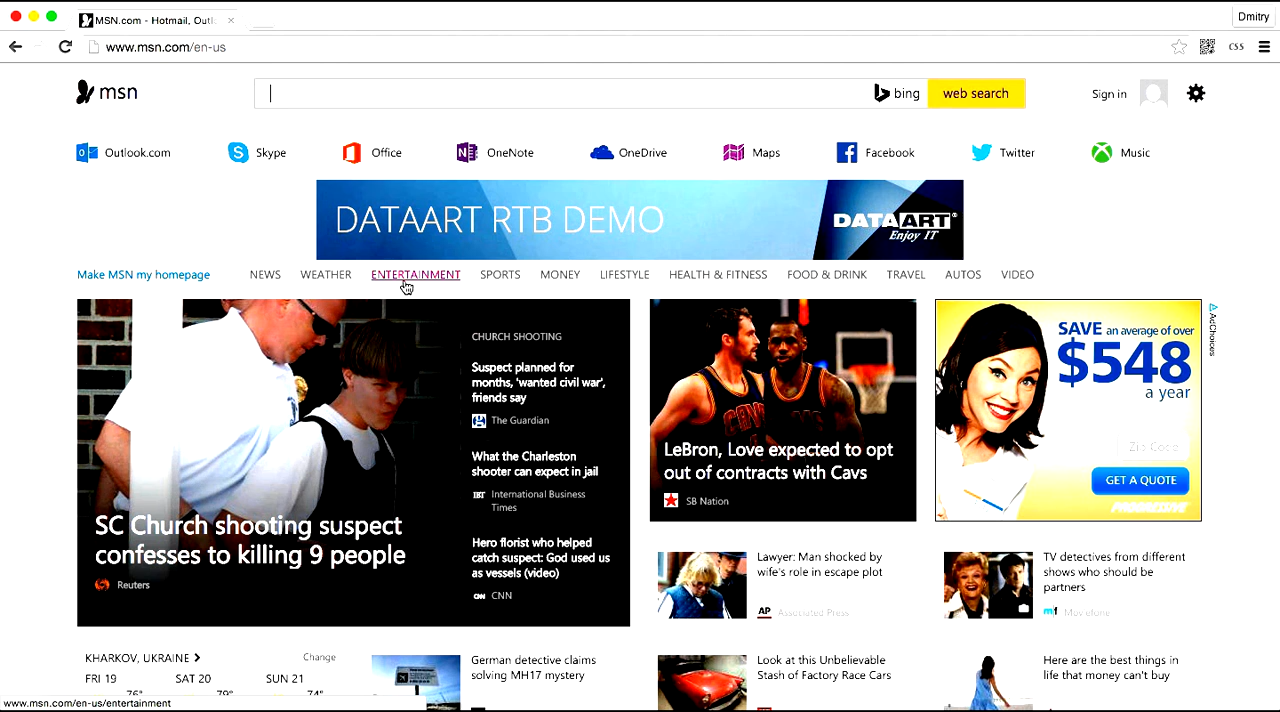 MSN.com - Hotmail, Outl
Dmitry
www.msn.com/en-us
CSS
msn
bing
web search
Sign in
Outlook.com
Skype
Office
OneNote
OneDrive
Maps
Facebook
Twitter
Music
DATAART RTB DEMO
DATAART®
Enjoy IT
Make MSN my homepage
NEWS
WEATHER
ENTERTAINMENT
SPORTS
MONEY
LIFESTYLE
HEALTH & FITNESS
FOOD & DRINK
TRAVEL
AUTOS
VIDEO
CHURCH SHOOTING
Suspect planned for
months, 'wanted civil war',
friends say
The Guardian
What the Charleston
shooter can expect in jail
IBT International Business
Times
Hero florist who helped
catch suspect: God used us
as vessels (video)
CNN CNN
SC Church shooting suspect
confesses to killing 9 people
Reuters
CAVS
LeBron, Love expected to opt
out of contracts with Cavs
SB Nation
SAVE an average of over
$548
a year
Zip Code
GET A QUOTE
PROGRESSIVE
AdChoices
Lawyer: Man shocked by
wife's role in escape plot
AP Associated Press
TV detectives from different
shows who should be
partners
Moviefone
KHARKOV, UKRAINE
Change
FRI 19
SAT 20
SUN 21
76°
79°
74°
German detective claims
solving MH17 mystery
Look at this Unbelievable
Stash of Factory Race Cars
Here are the best things in
life that money can't buy
www.msn.com/en-us/entertainment